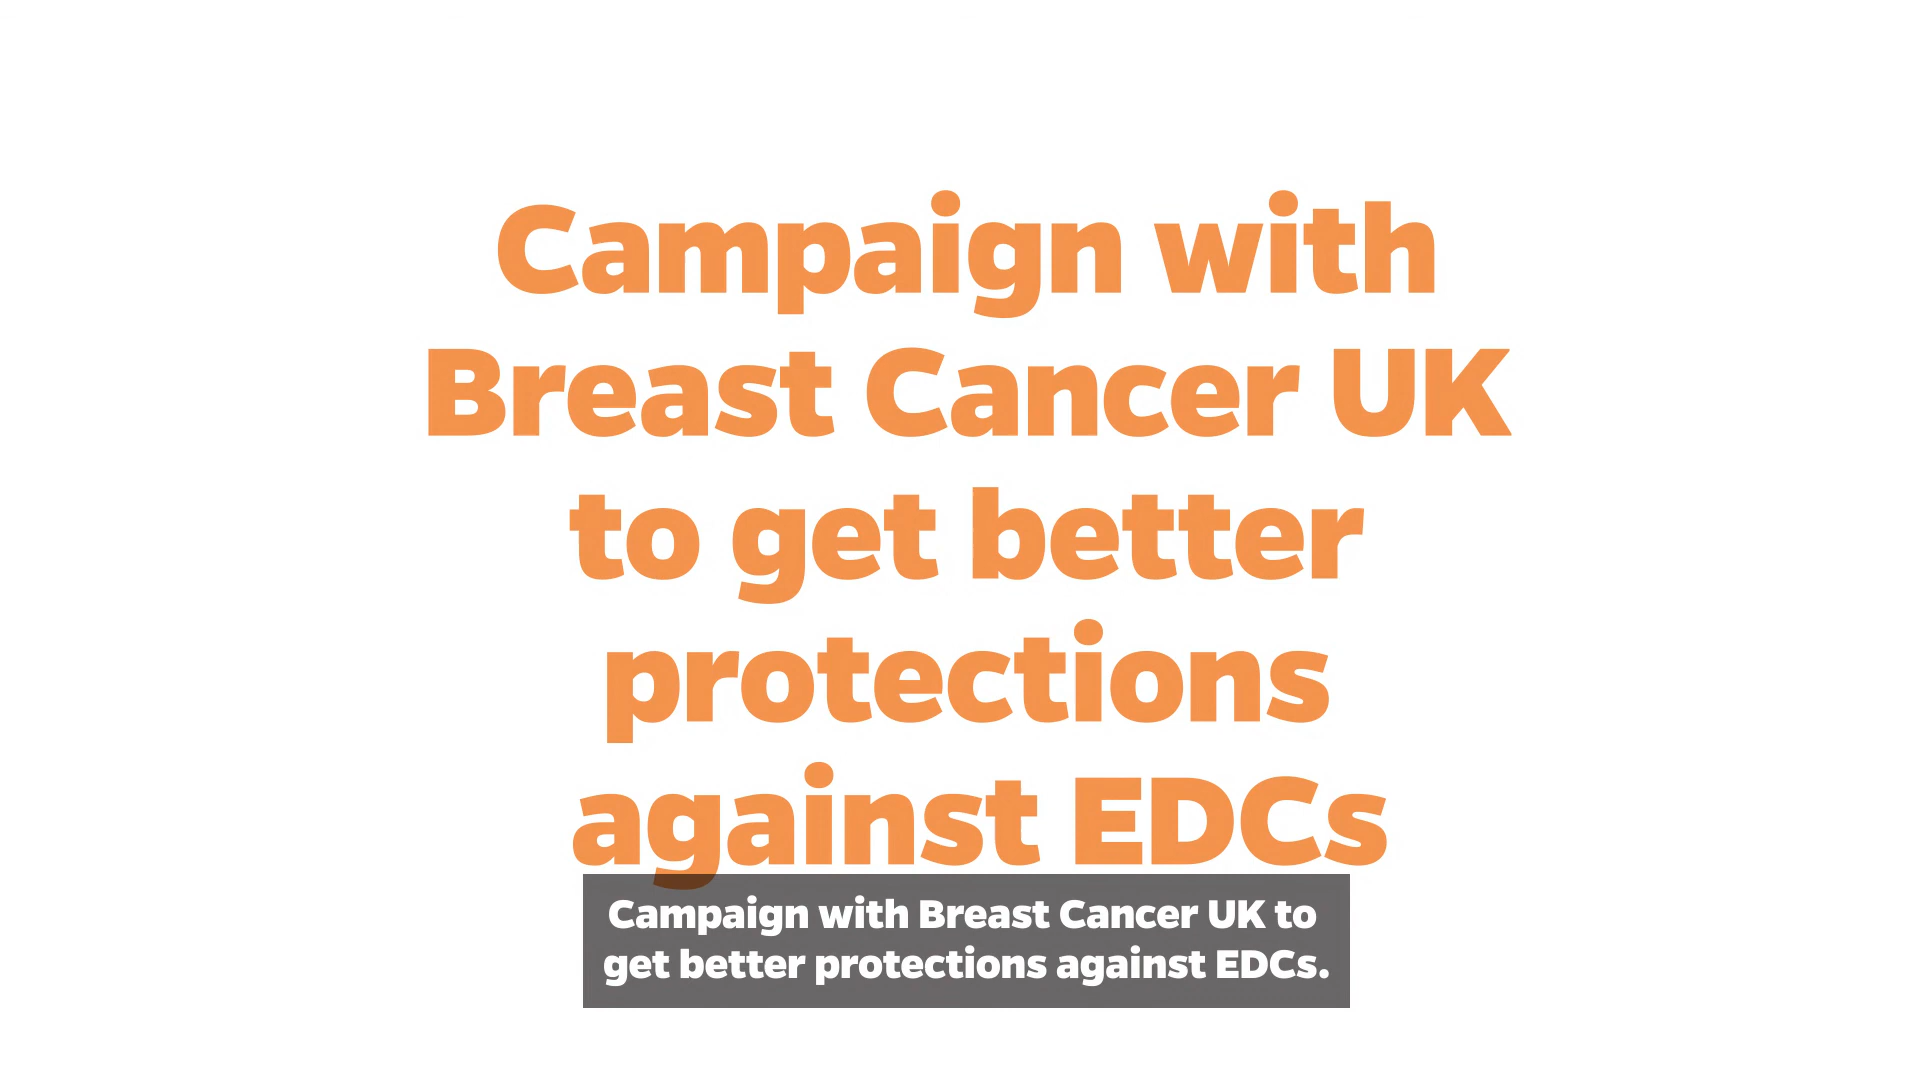 Campaign with
Breast Cancer UK
to get better
protections
against EDCs
Campaign with Breast Cancer UK to
get better protections against EDCs.